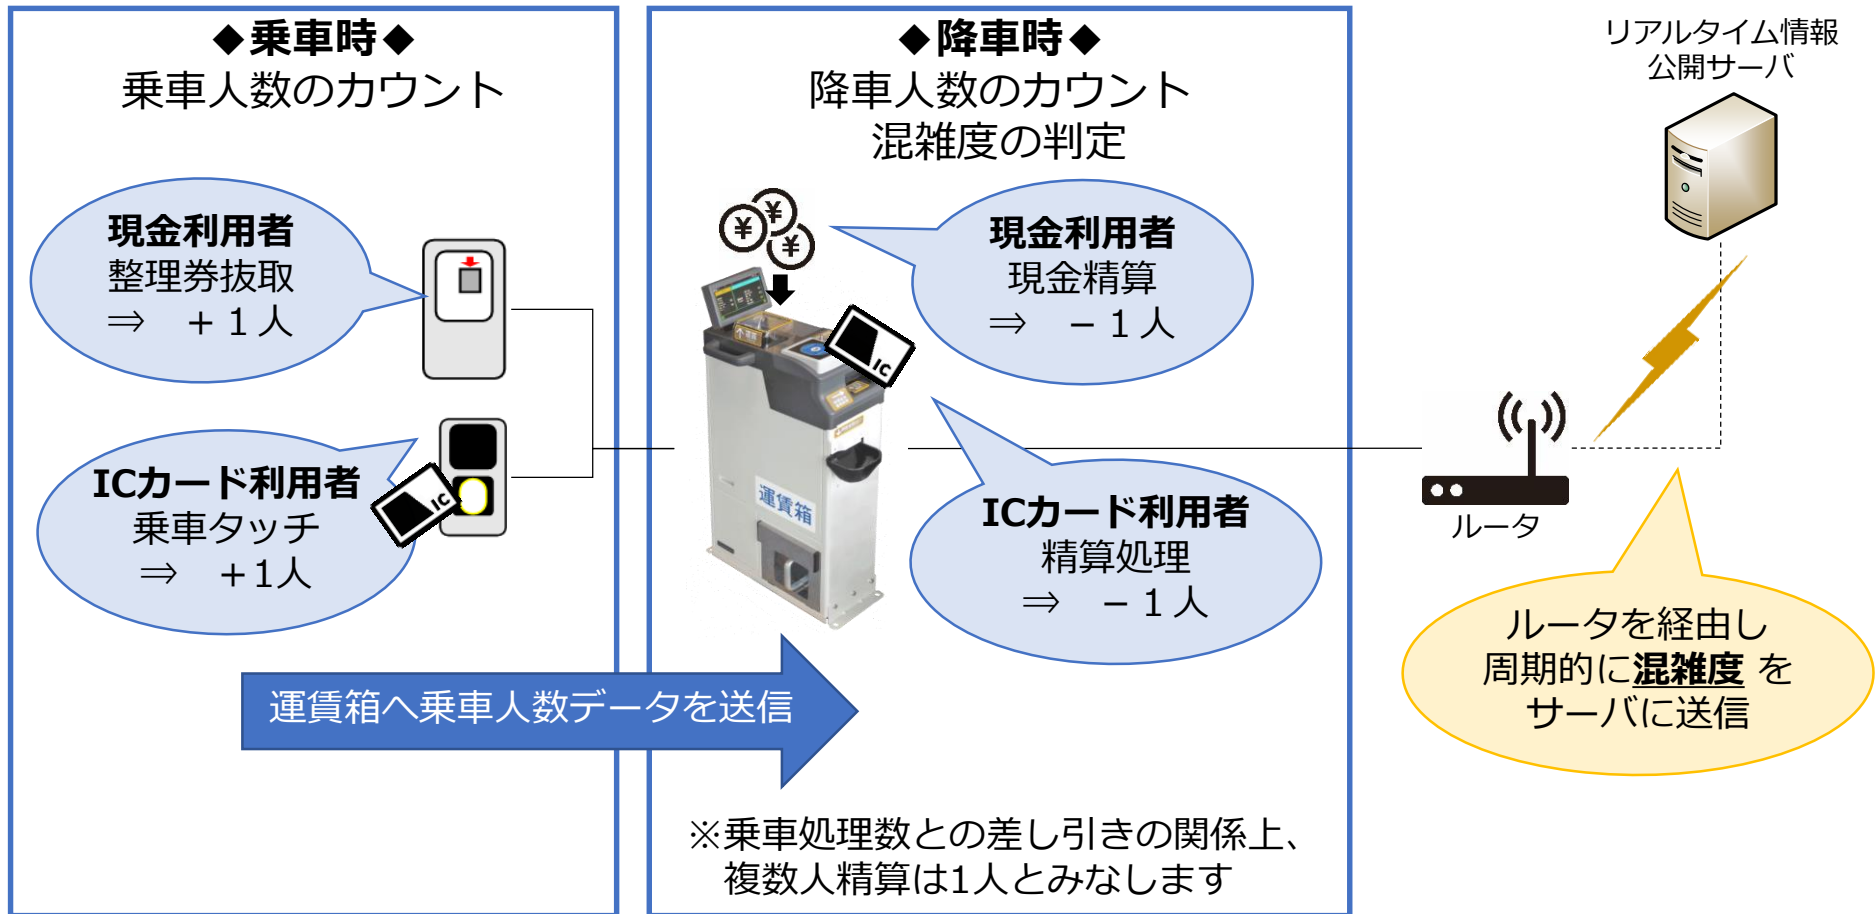 ◆乗車時◆
乗車人数のカウント
現金利用者
整理券抜取
⇒ +1人
ICカード利用者
乗車タッチ
⇒ +1人
IC
運賃箱へ乗車人数データを送信
◆降車時◆
降車人数のカウント
混雑度の判定
現金利用者
現金精算
⇒ －1人
IC
運賃箱
ICカード利用者
精算処理
⇒ －1人
※乗車処理数との差し引きの関係上、
複数人精算は1人とみなします
リアルタイム情報
公開サーバ
ルータ
ルータを経由し
周期的に混雑度 を
サーバに送信